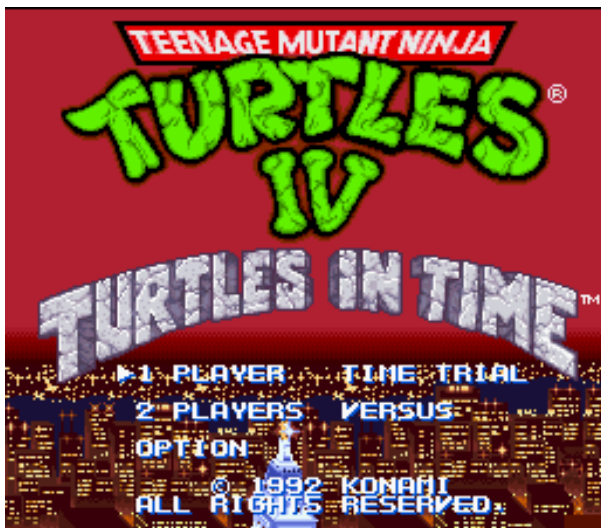 TEENAGE MUTANT NINJA
TURTLES®
IV
TURTLES IN TIME™
1 PLAYER TIME TRIAL
2 PLAYERS VERSUS
OPTION
© 1992 KONAMI
ALL RIGHTS RESERVED.